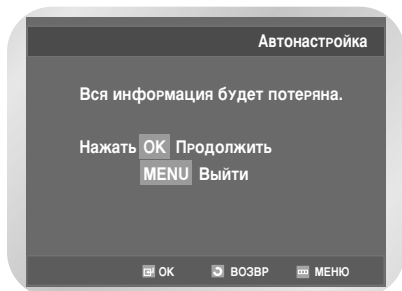 Автонастройка
Вся информация будет потеряна.
Нажать OK Продолжить
MENU Выйти
OK ВОЗВР МЕНЮ